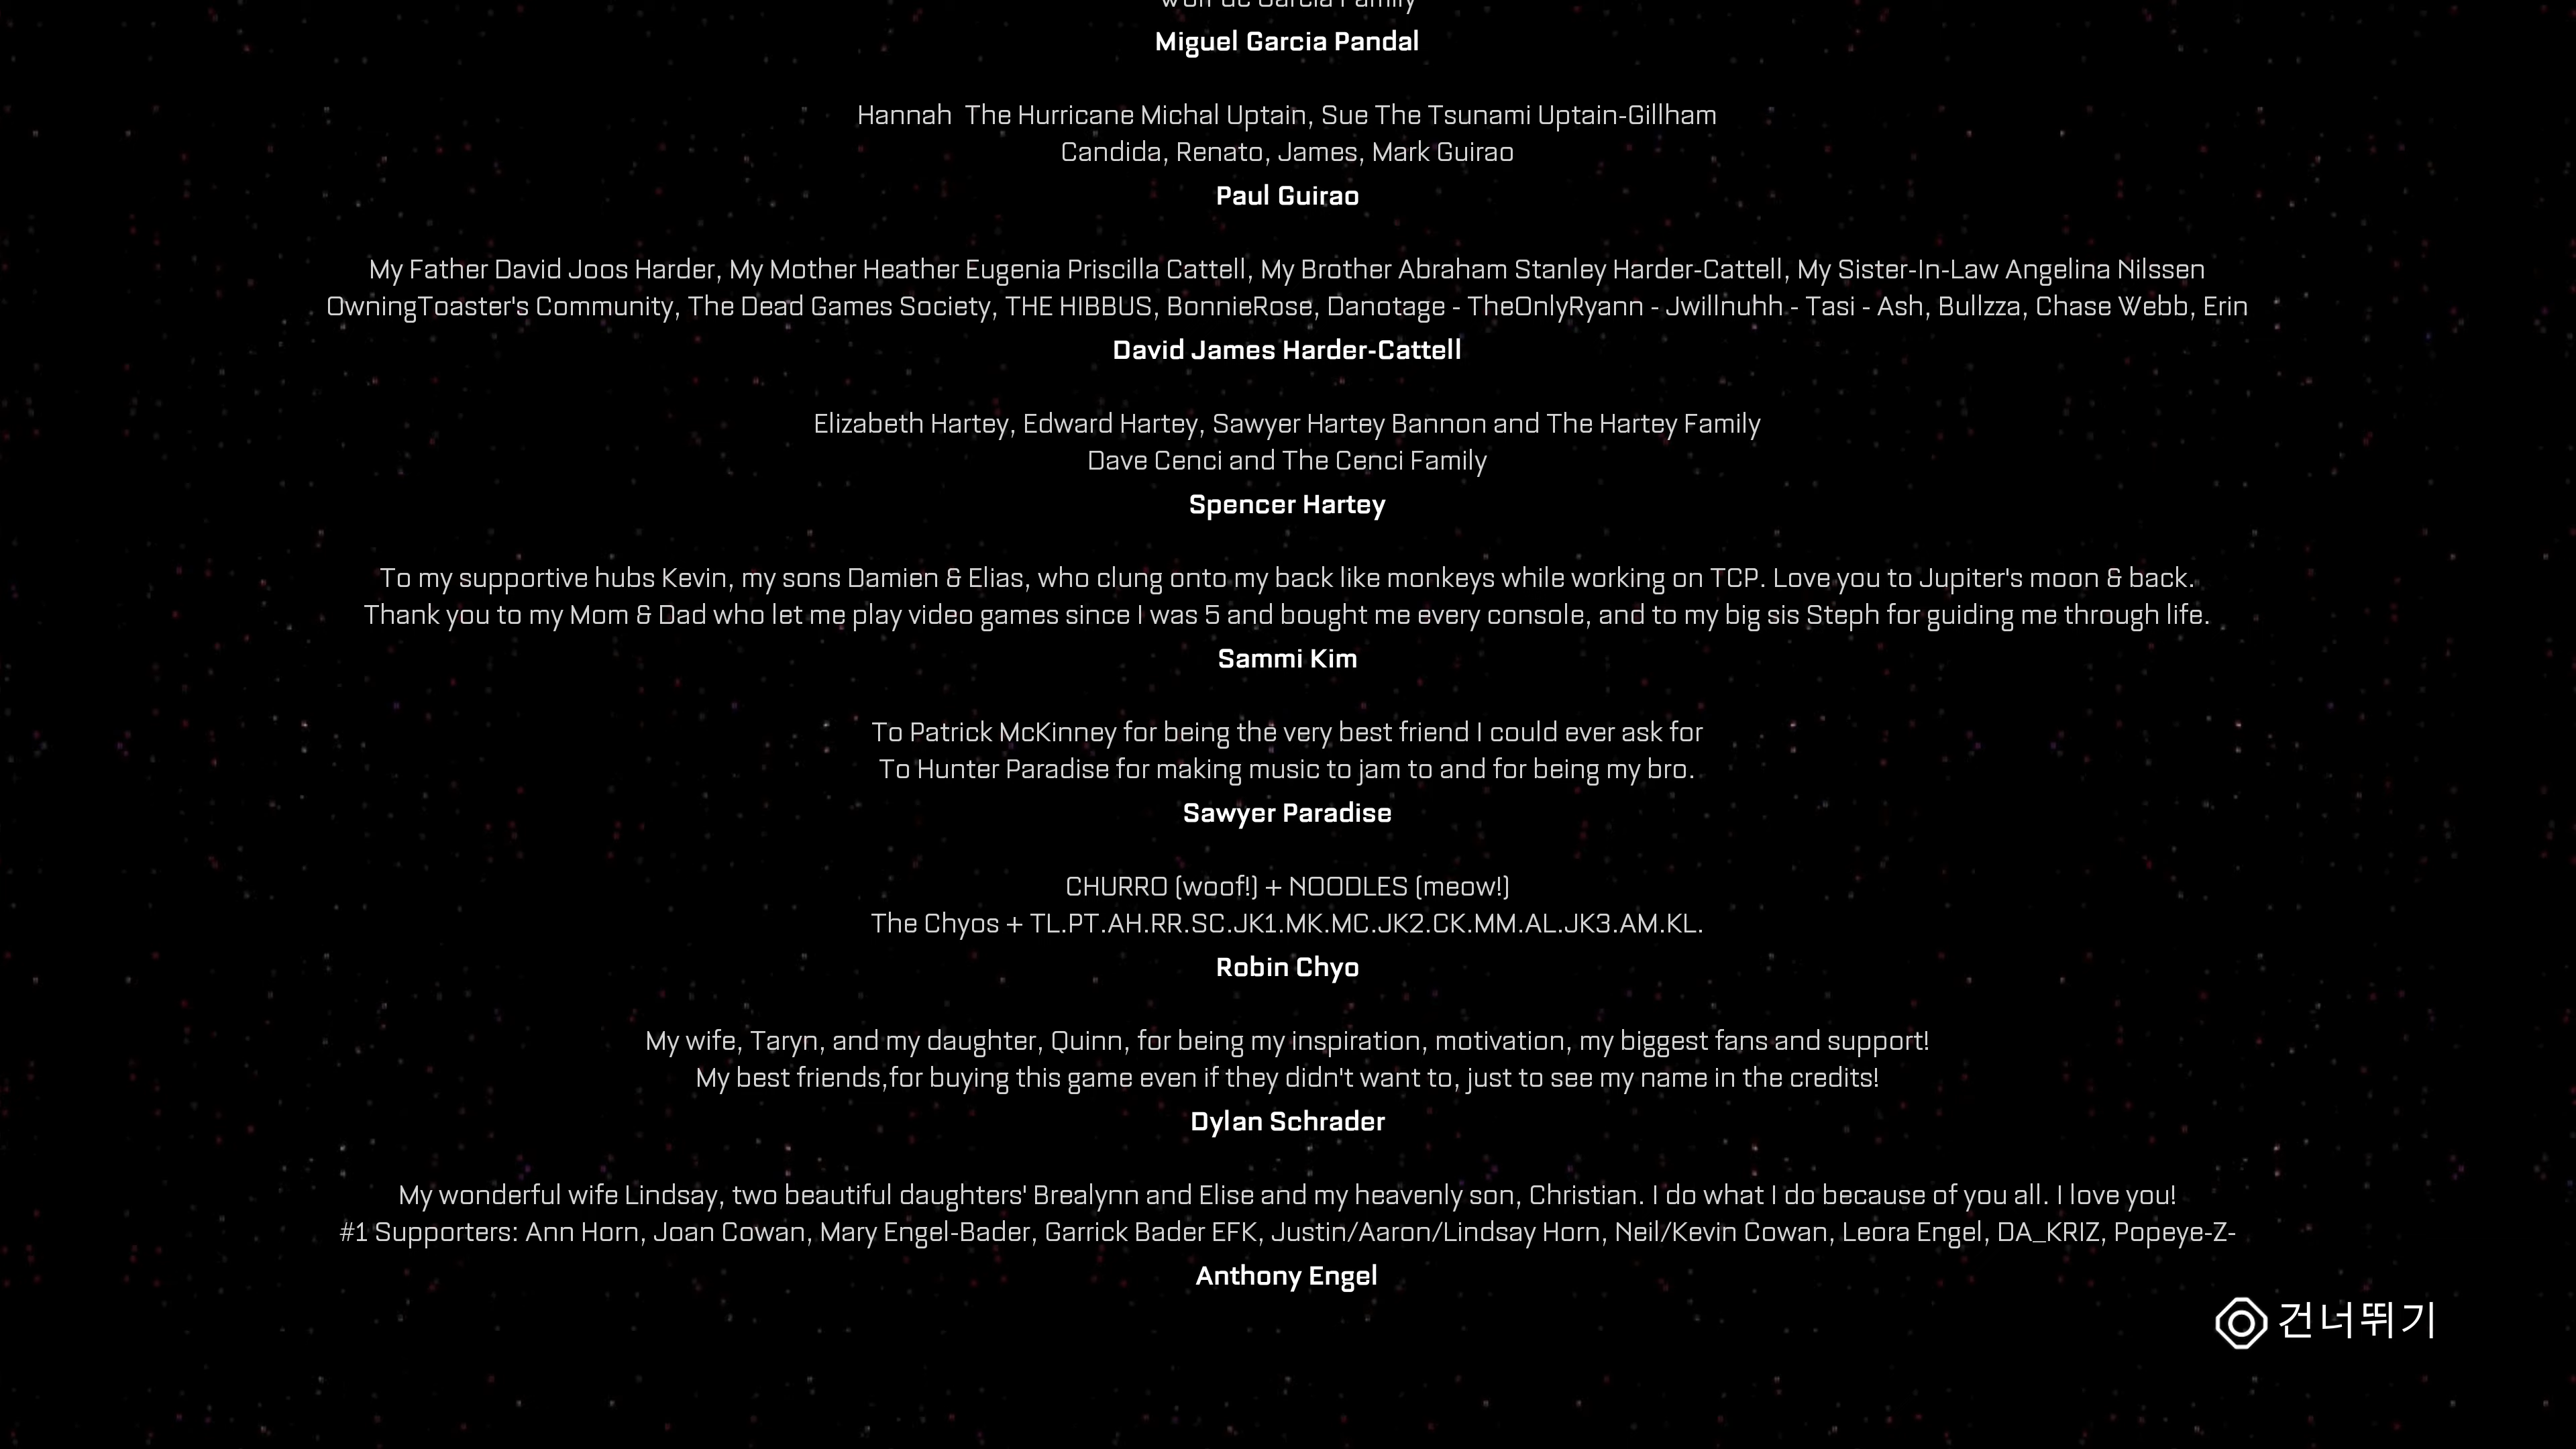 de Garcia Family
Miguel Garcia Pandal
Hannah  The Hurricane Michal Uptain, Sue The Tsunami Uptain-Gillham
Candida, Renato, James, Mark Guirao
Paul Guirao
My Father David Joos Harder, My Mother Heather Eugenia Priscilla Cattell, My Brother Abraham Stanley Harder-Cattell, My Sister-In-Law Angelina Nilssen
OwningToaster's Community, The Dead Games Society, THE HIBBUS, BonnieRose, Danotage - TheOnlyRyann - Jwillnuhh - Tasi - Ash, Bullzza, Chase Webb, Erin
David James Harder-Cattell
Elizabeth Hartey, Edward Hartey, Sawyer Hartey Bannon and The Hartey Family
Dave Cenci and The Cenci Family
Spencer Hartey
To my supportive hubs Kevin, my sons Damien & Elias, who clung onto my back like monkeys while working on TCP. Love you to Jupiter's moon & back.
Thank you to my Mom & Dad who let me play video games since I was 5 and bought me every console, and to my big sis Steph for guiding me through life.
Sammi Kim
To Patrick McKinney for being the very best friend I could ever ask for
To Hunter Paradise for making music to jam to and for being my bro.
Sawyer Paradise
CHURRO (woof!) + NOODLES (meow!)
The Chyos + TL.PT.AH.RR.SC.JK1.MK.MC.JK2.CK.MM.AL.JK3.AM.KL.
Robin Chyo
My wife, Taryn, and my daughter, Quinn, for being my inspiration, motivation, my biggest fans and support!
My best friends,for buying this game even if they didn't want to, just to see my name in the credits!
Dylan Schrader
My wonderful wife Lindsay, two beautiful daughters' Brealynn and Elise and my heavenly son, Christian. I do what I do because of you all. I love you!
#1 Supporters: Ann Horn, Joan Cowan, Mary Engel-Bader, Garrick Bader EFK, Justin/Aaron/Lindsay Horn, Neil/Kevin Cowan, Leora Engel, DA_KRIZ, Popeye-Z-
Anthony Engel
건너뛰기